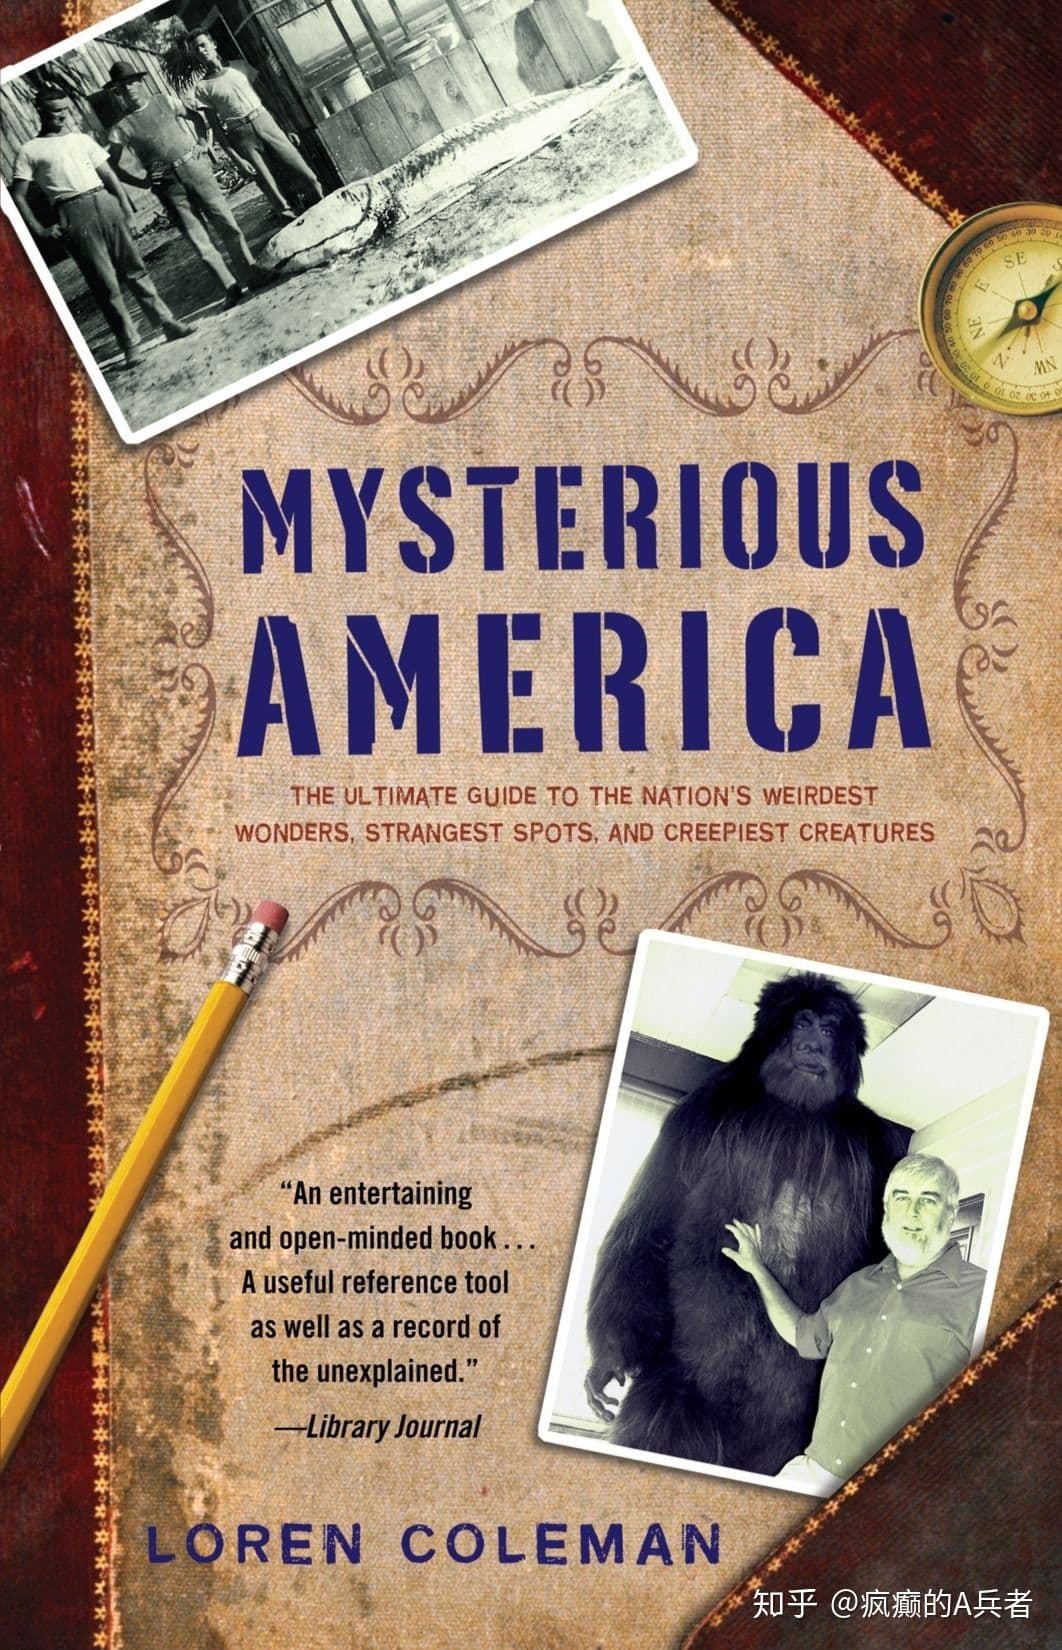 MYSTERIOUS
AMERICA
THE ULTIMATE GUIDE TO THE NATION'S WEIRDEST
WONDERS, STRANGEST SPOTS, AND CREEPIEST CREATURES
“An entertaining
and open-minded book . . .
A useful reference tool
as well as a record of
the unexplained.”
—Library Journal
LOREN COLEMAN
知乎 @疯癫的A兵者